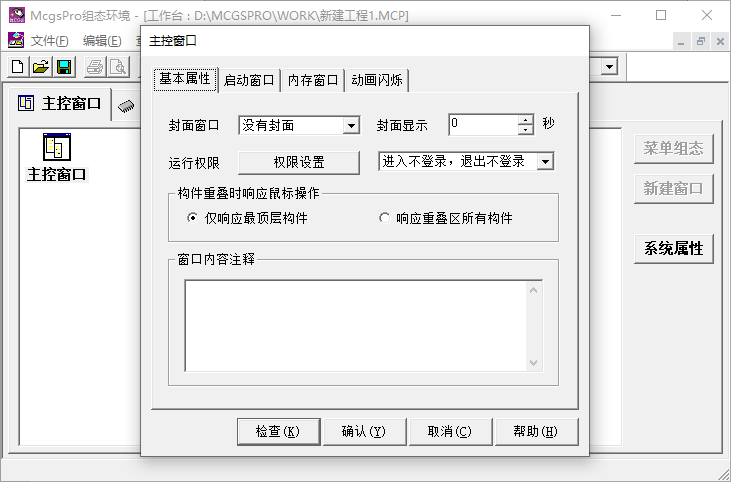 McgsPro组态环境 - [工作台 : D:\MCGSPRO\WORK\新建工程1.MCP]
文件(F) 编辑(E)
主控窗口
主控窗口
主控窗口
菜单组态
新建窗口
系统属性
主控窗口
基本属性 启动窗口 内存窗口 动画闪烁
封面窗口 没有封面 封面显示 0 秒
运行权限 权限设置 进入不登录，退出不登录
构件重叠时响应鼠标操作
仅响应最顶层构件 响应重叠区所有构件
窗口内容注释
检查(K) 确认(Y) 取消(C) 帮助(H)